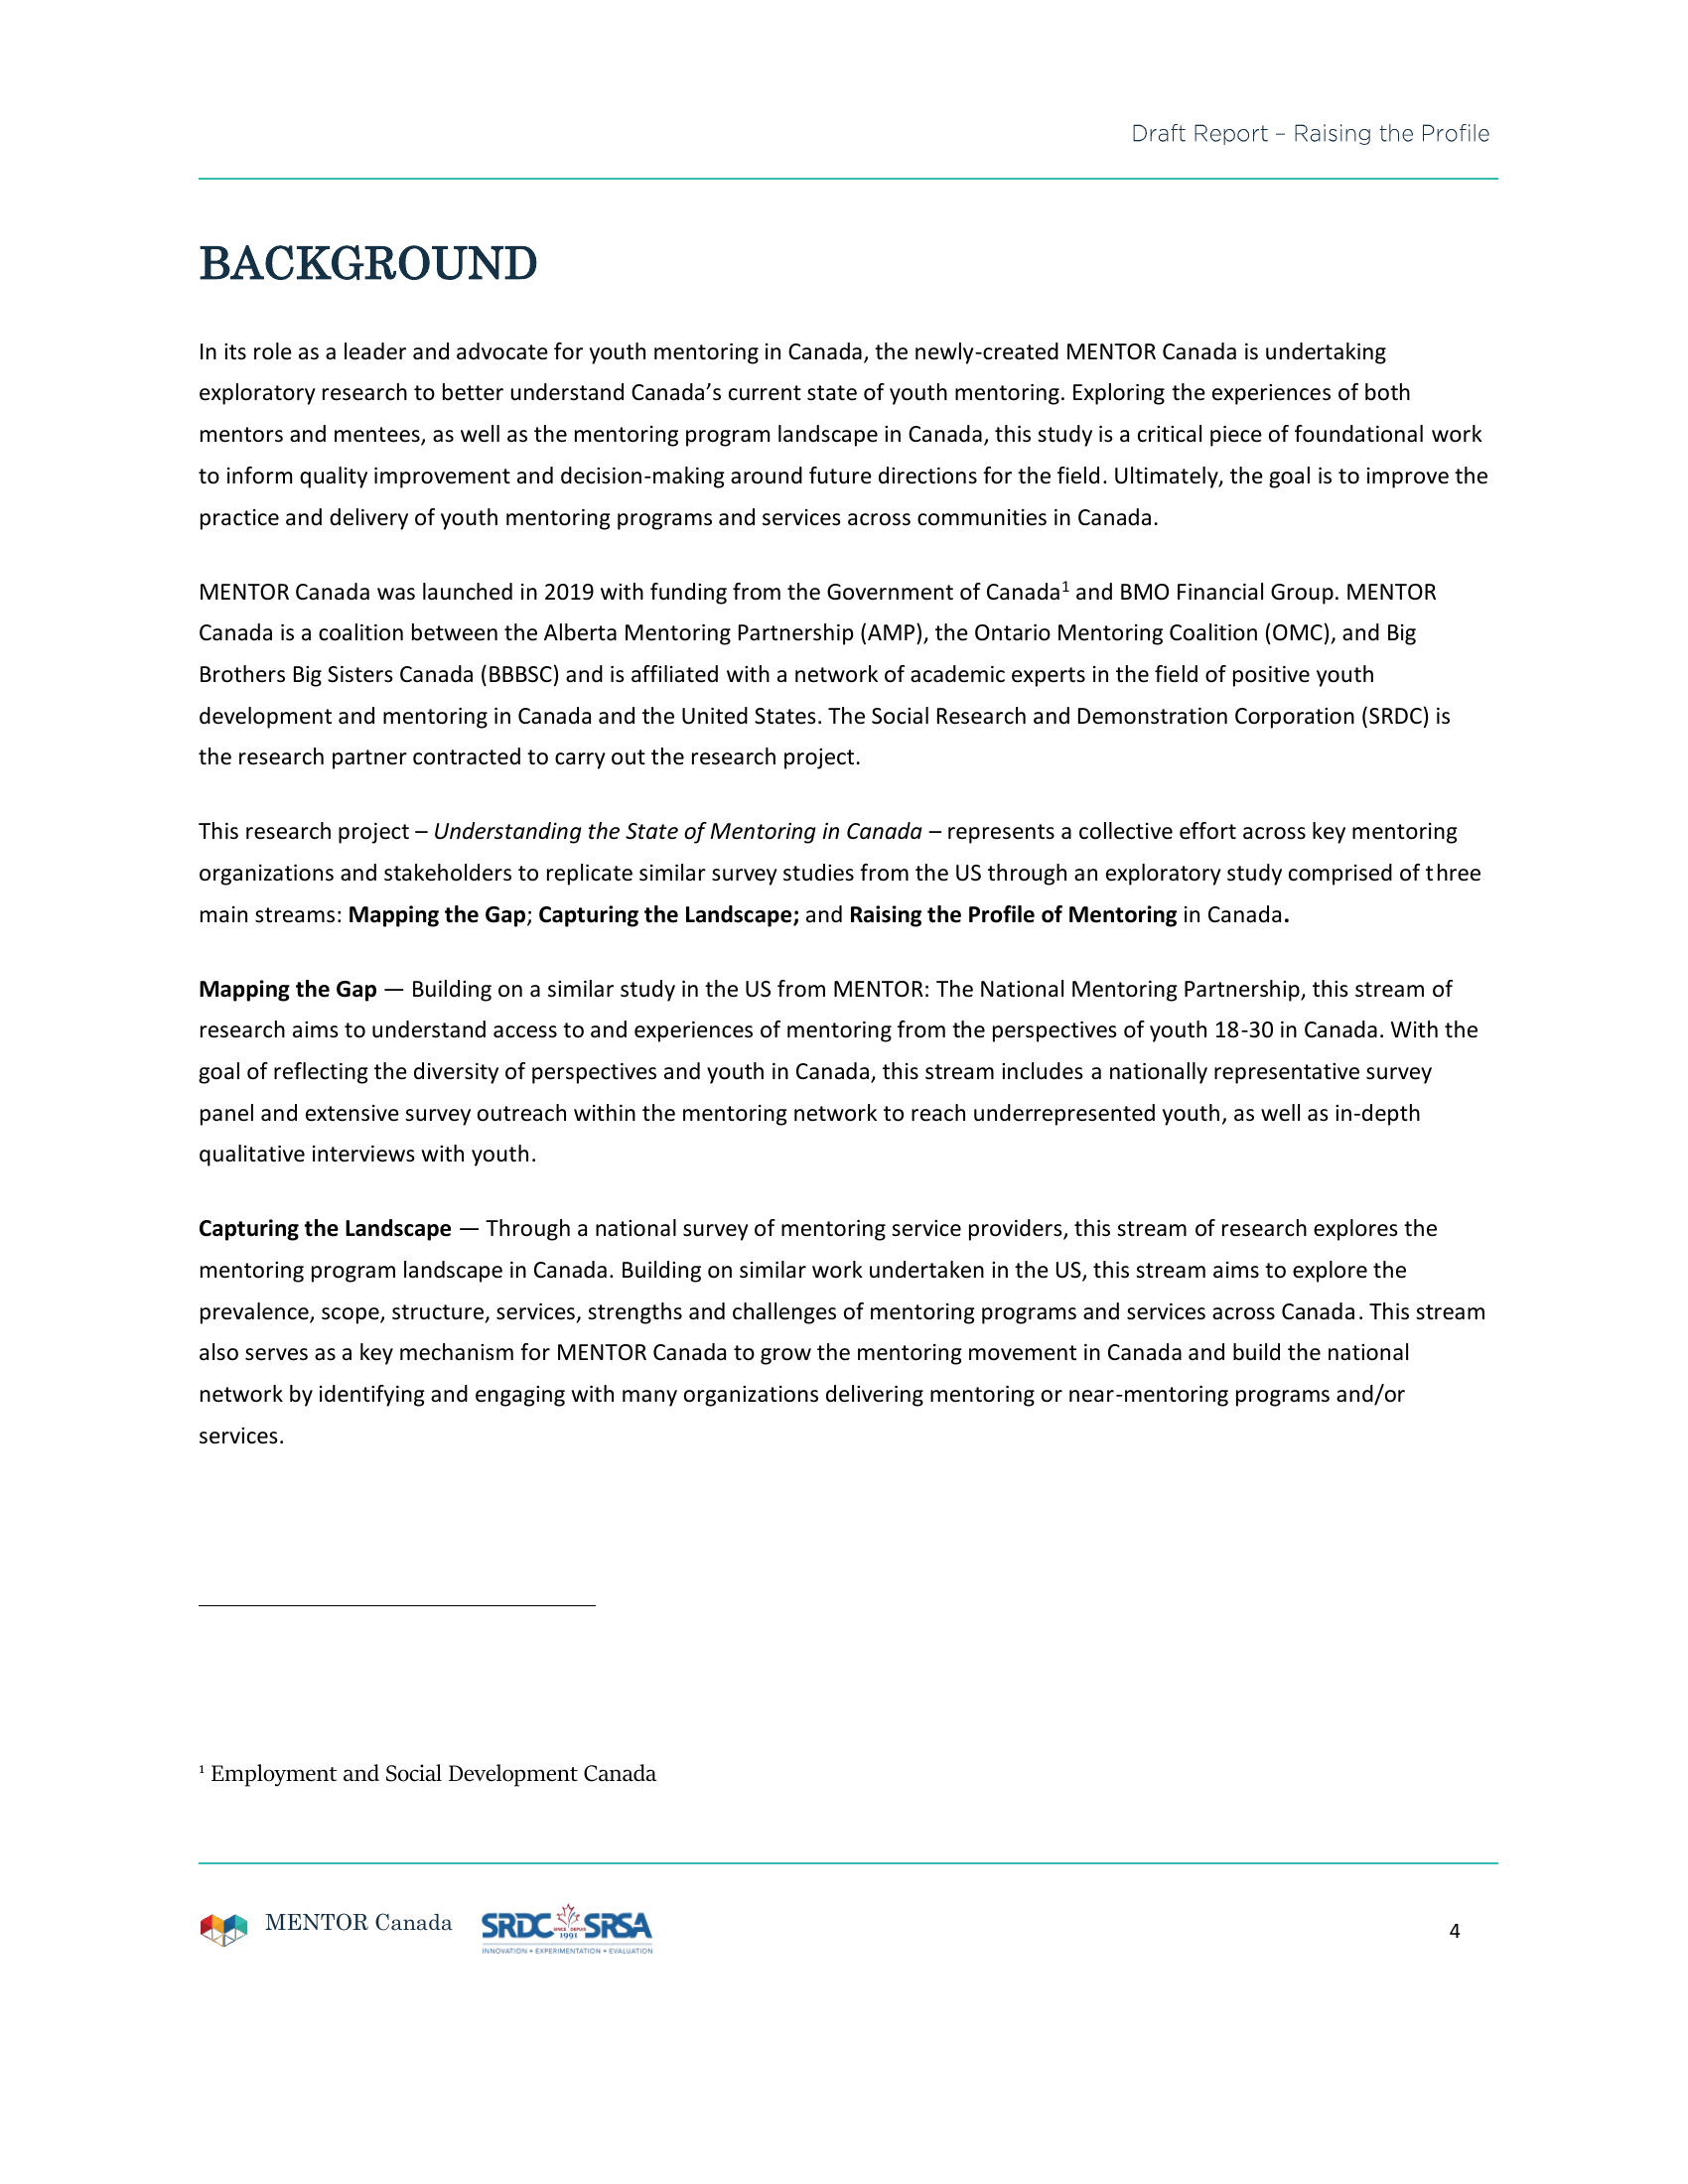 Draft Report – Raising the Profile
BACKGROUND
In its role as a leader and advocate for youth mentoring in Canada, the newly-created MENTOR Canada is undertaking
exploratory research to better understand Canada’s current state of youth mentoring. Exploring the experiences of both
mentors and mentees, as well as the mentoring program landscape in Canada, this study is a critical piece of foundational work
to inform quality improvement and decision-making around future directions for the field. Ultimately, the goal is to improve the
practice and delivery of youth mentoring programs and services across communities in Canada.
MENTOR Canada was launched in 2019 with funding from the Government of Canada¹ and BMO Financial Group. MENTOR
Canada is a coalition between the Alberta Mentoring Partnership (AMP), the Ontario Mentoring Coalition (OMC), and Big
Brothers Big Sisters Canada (BBBSC) and is affiliated with a network of academic experts in the field of positive youth
development and mentoring in Canada and the United States. The Social Research and Demonstration Corporation (SRDC) is
the research partner contracted to carry out the research project.
This research project – Understanding the State of Mentoring in Canada – represents a collective effort across key mentoring
organizations and stakeholders to replicate similar survey studies from the US through an exploratory study comprised of three
main streams: Mapping the Gap; Capturing the Landscape; and Raising the Profile of Mentoring in Canada.
Mapping the Gap — Building on a similar study in the US from MENTOR: The National Mentoring Partnership, this stream of
research aims to understand access to and experiences of mentoring from the perspectives of youth 18-30 in Canada. With the
goal of reflecting the diversity of perspectives and youth in Canada, this stream includes a nationally representative survey
panel and extensive survey outreach within the mentoring network to reach underrepresented youth, as well as in-depth
qualitative interviews with youth.
Capturing the Landscape — Through a national survey of mentoring service providers, this stream of research explores the
mentoring program landscape in Canada. Building on similar work undertaken in the US, this stream aims to explore the
prevalence, scope, structure, services, strengths and challenges of mentoring programs and services across Canada. This stream
also serves as a key mechanism for MENTOR Canada to grow the mentoring movement in Canada and build the national
network by identifying and engaging with many organizations delivering mentoring or near-mentoring programs and/or
services.
¹ Employment and Social Development Canada
MENTOR Canada
SRDC SINCE DEPUIS 1991 SRSA
INNOVATION • EXPERIMENTATION • EVALUATION
4